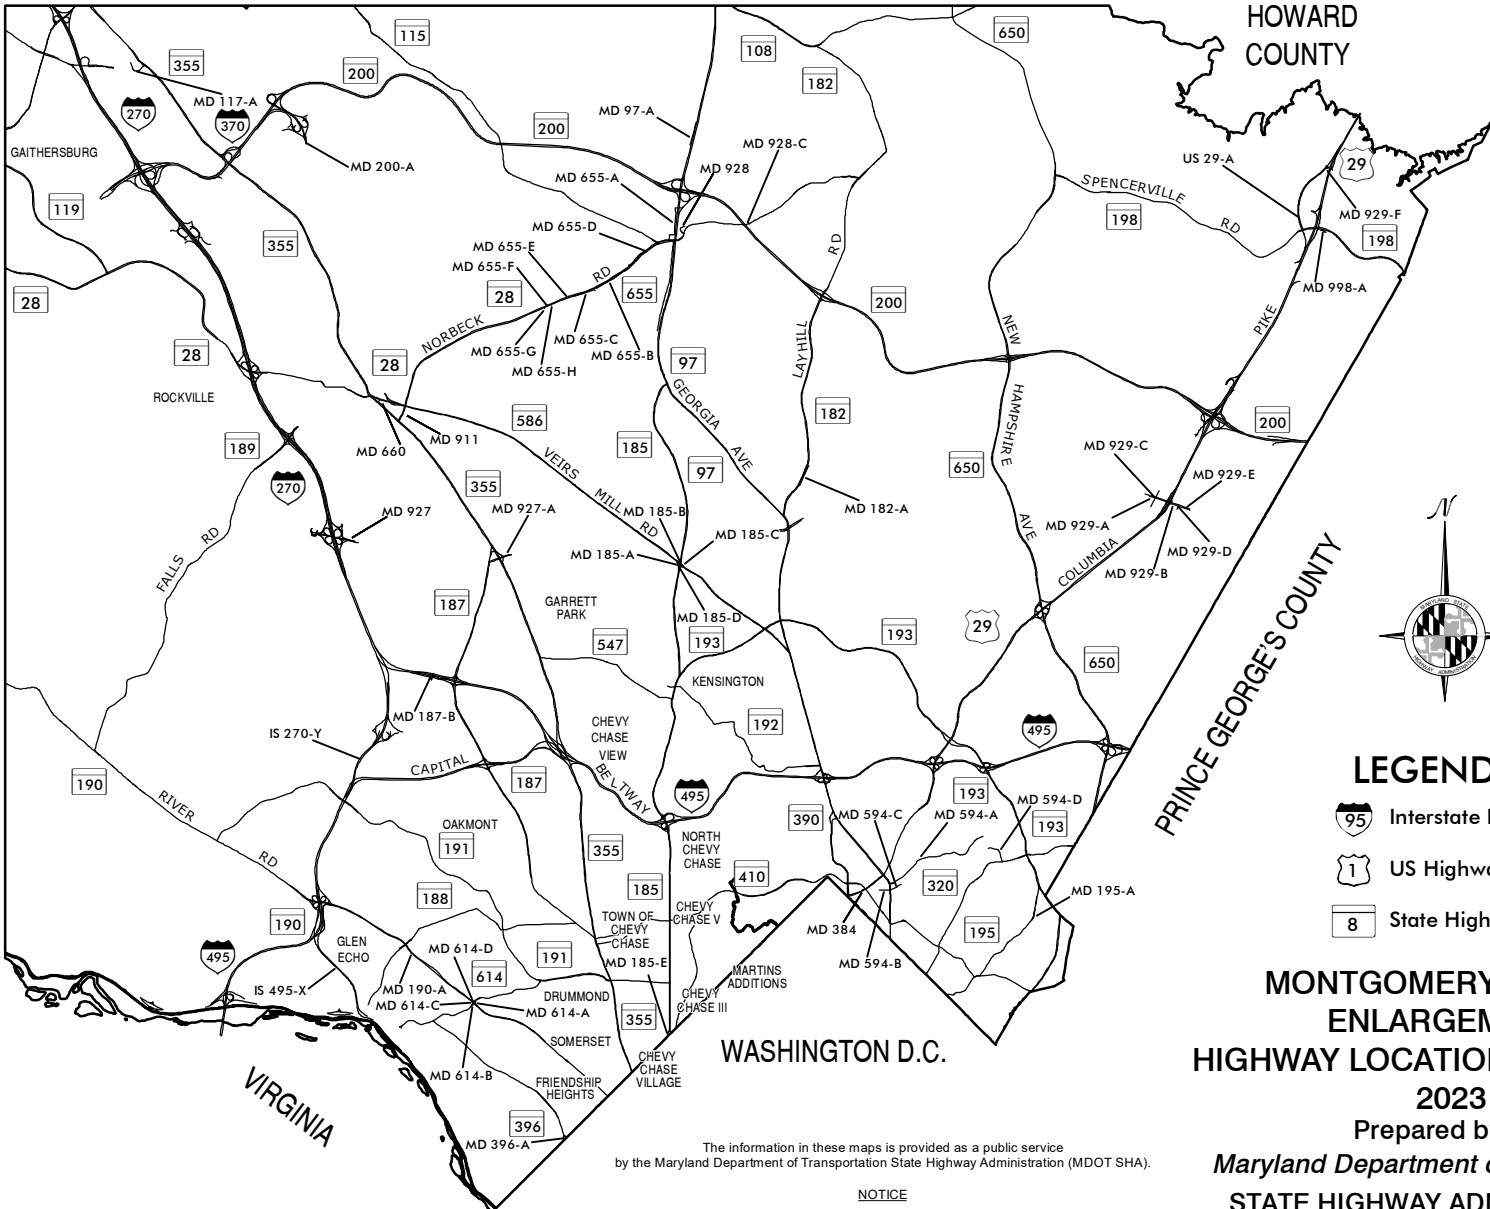 HOWARD
COUNTY
115
650
108
182
355
200
MD 117-A
270
370
MD 97-A
200
GAITHERSBURG
MD 200-A
MD 928-C
MD 928
MD 655-A
US 29-A
29
SPENCERVILLE
198
RD
MD 929-F
198
119
355
MD 655-D
MD 655-E
MD 655-F
RD
655
28
28
RD
200
MD 998-A
NORBECK
MD 655-C
MD 655-G
MD 655-B
MD 655-H
28
28
97
LAYHILL
NEW
PIKE
ROCKVILLE
GEORGIA
AVE
586
182
HAMPSHIRE
200
MD 911
MD 660
189
185
VEIRS
MILL
RD
97
650
MD 929-C
MD 929-E
270
355
MD 927
MD 927-A
MD 185-B
MD 182-A
MD 185-C
AVE
MD 929-A
MD 929-D
MD 929-B
COLUMBIA
N
FALLS
RD
MD 185-A
187
GARRETT
PARK
MD 185-D
547
193
193
29
MARYLAND STATE
HIGHWAY ADMINISTRATION
650
PRINCE GEORGE'S COUNTY
KENSINGTON
MD 187-B
192
IS 270-Y
CHEVY
CHASE
VIEW
495
CAPITAL
BELTWAY
187
190
RIVER
RD
495
193
MD 594-D
193
LEGEND
95
Interstate
1
US Highwa
8
State High
OAKMONT
191
355
NORTH
CHEVY
CHASE
390
MD 594-C
MD 594-A
188
185
410
320
MD 195-A
190
TOWN OF
CHEVY
CHASE
CHEVY
CHASE V
MD 384
195
495
GLEN
ECHO
MD 614-D
614
191
MD 185-E
MD 594-B
IS 495-X
MD 190-A
MD 614-C
DRUMMOND
MD 614-A
MARTINS
ADDITIONS
CHEVY
CHASE III
355
SOMERSET
WASHINGTON D.C.
MD 614-B
FRIENDSHIP
HEIGHTS
CHEVY
CHASE
VILLAGE
VIRGINIA
396
MD 396-A
MONTGOMERY
ENLARGEM
HIGHWAY LOCATION
2023
Prepared b
Maryland Department
STATE HIGHWAY AD
The information in these maps is provided as a public service
by the Maryland Department of Transportation State Highway Administration (MDOT SHA).
NOTICE